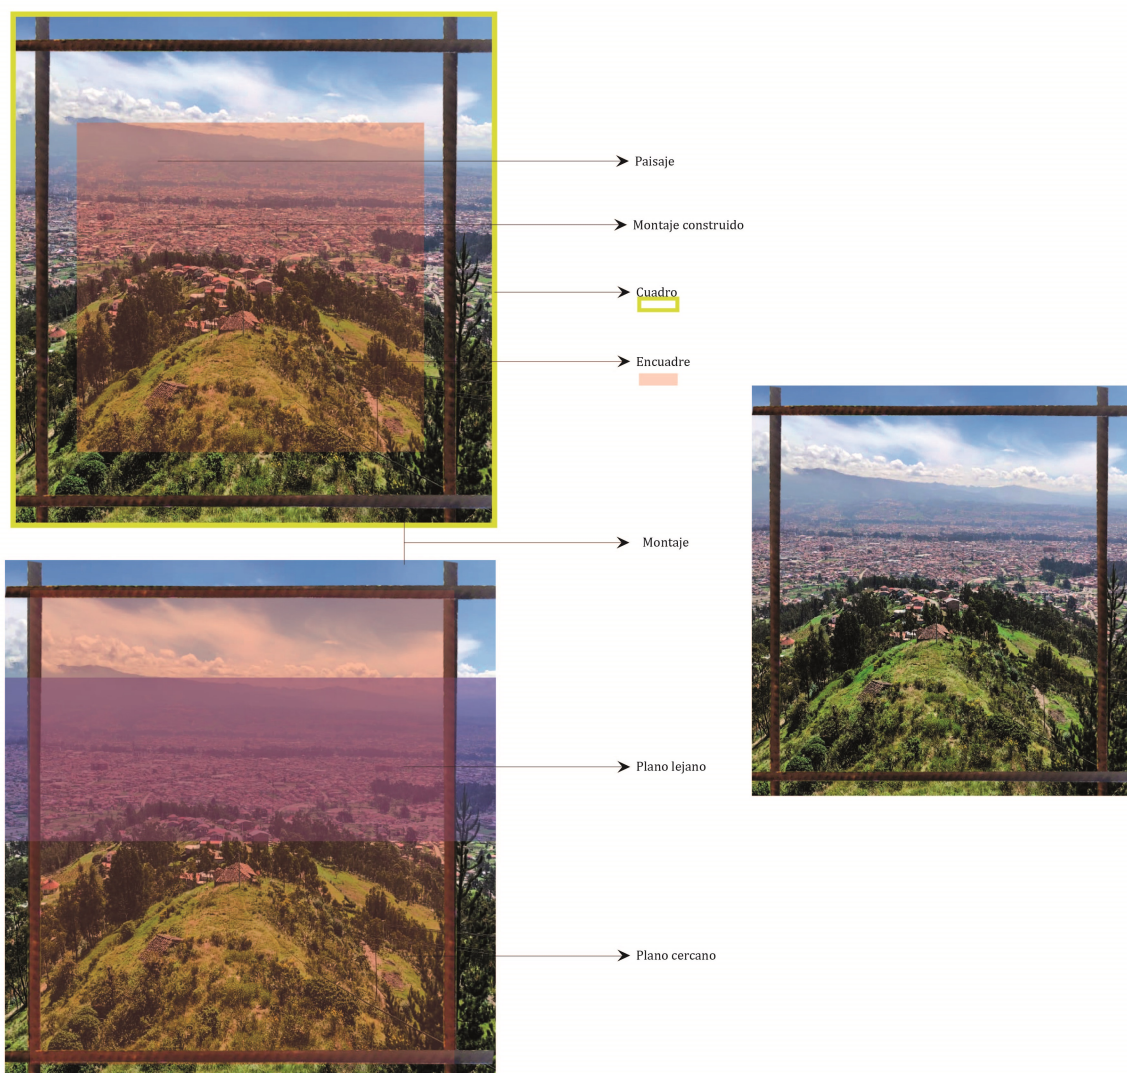 Paisaje
Montaje construido
Cuadro
Encuadre
Montaje
Plano lejano
Plano cercano